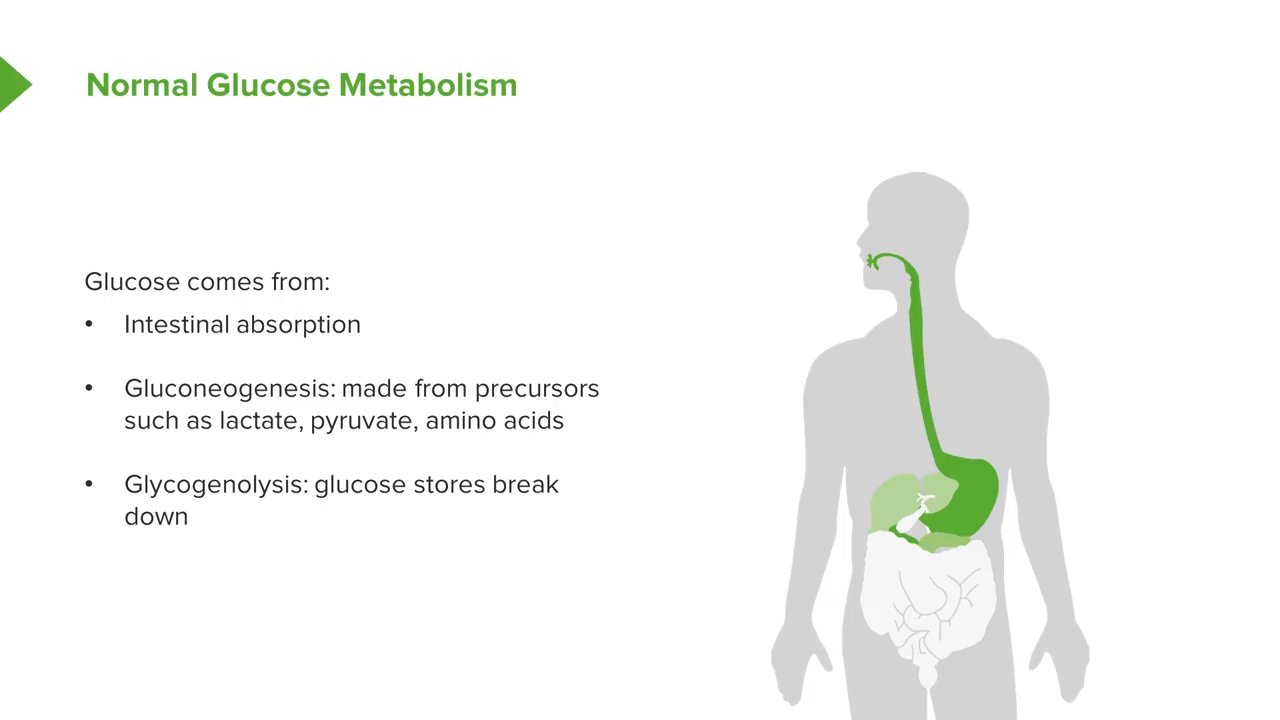 Normal Glucose Metabolism
Glucose comes from:
• Intestinal absorption
• Gluconeogenesis: made from precursors
such as lactate, pyruvate, amino acids
• Glycogenolysis: glucose stores break
down